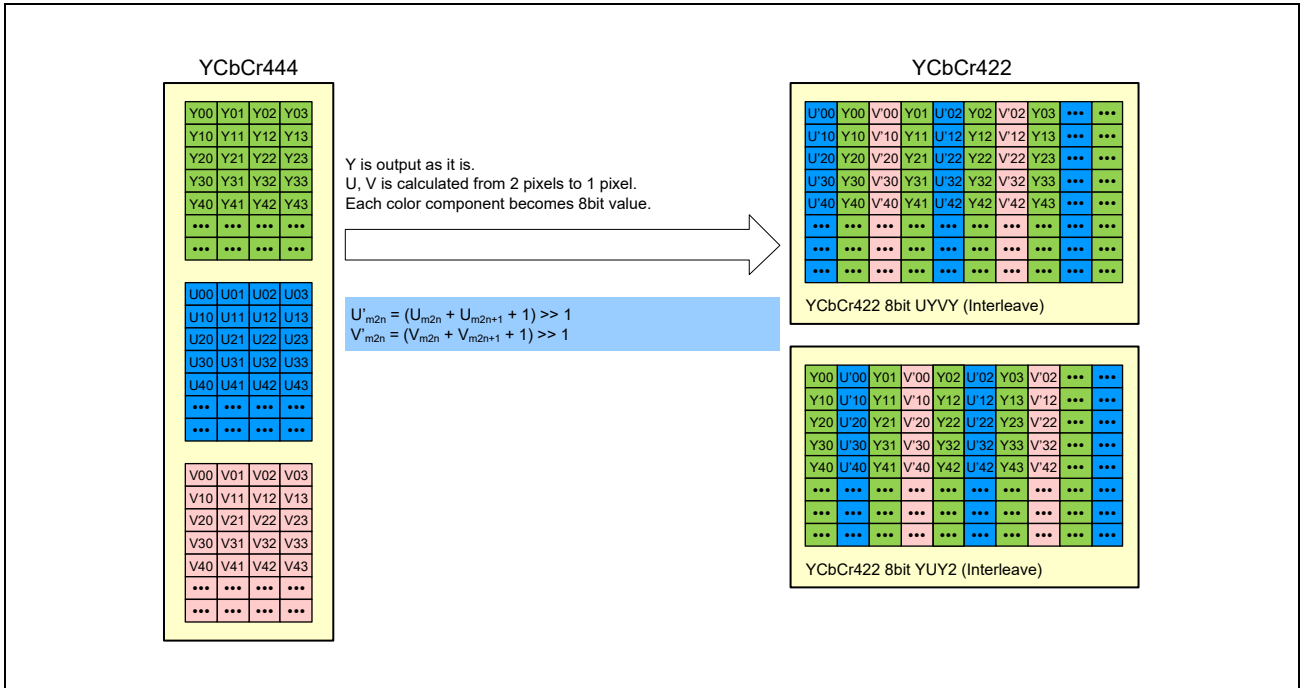 YCbCr444
Y00 Y01 Y02 Y03
Y10 Y11 Y12 Y13
Y20 Y21 Y22 Y23
Y30 Y31 Y32 Y33
Y40 Y41 Y42 Y43
••• ••• ••• •••
••• ••• ••• •••
U00 U01 U02 U03
U10 U11 U12 U13
U20 U21 U22 U23
U30 U31 U32 U33
U40 U41 U42 U43
••• ••• ••• •••
••• ••• ••• •••
V00 V01 V02 V03
V10 V11 V12 V13
V20 V21 V22 V23
V30 V31 V32 V33
V40 V41 V42 V43
••• ••• ••• •••
••• ••• ••• •••
Y is output as it is.
U, V is calculated from 2 pixels to 1 pixel.
Each color component becomes 8bit value.
U'm2n = (Um2n + Um2n+1 + 1) >> 1
V'm2n = (Vm2n + Vm2n+1 + 1) >> 1
YCbCr422
U'00 Y00 V'00 Y01 U'02 Y02 V'02 Y03 ••• •••
U'10 Y10 V'10 Y11 U'12 Y12 V'12 Y13 ••• •••
U'20 Y20 V'20 Y21 U'22 Y22 V'22 Y23 ••• •••
U'30 Y30 V'30 Y31 U'32 Y32 V'32 Y33 ••• •••
U'40 Y40 V'40 Y41 U'42 Y42 V'42 Y43 ••• •••
••• ••• ••• ••• ••• ••• ••• ••• ••• •••
••• ••• ••• ••• ••• ••• ••• ••• ••• •••
••• ••• ••• ••• ••• ••• ••• ••• ••• •••
YCbCr422 8bit UYVY (Interleave)
Y00 U'00 Y01 V'00 Y02 U'02 Y03 V'02 ••• •••
Y10 U'10 Y11 V'10 Y12 U'12 Y13 V'12 ••• •••
Y20 U'20 Y21 V'20 Y22 U'22 Y23 V'22 ••• •••
Y30 U'30 Y31 V'30 Y32 U'32 Y33 V'32 ••• •••
Y40 U'40 Y41 V'40 Y42 U'42 Y43 V'42 ••• •••
••• ••• ••• ••• ••• ••• ••• ••• ••• •••
••• ••• ••• ••• ••• ••• ••• ••• ••• •••
••• ••• ••• ••• ••• ••• ••• ••• ••• •••
YCbCr422 8bit YUY2 (Interleave)